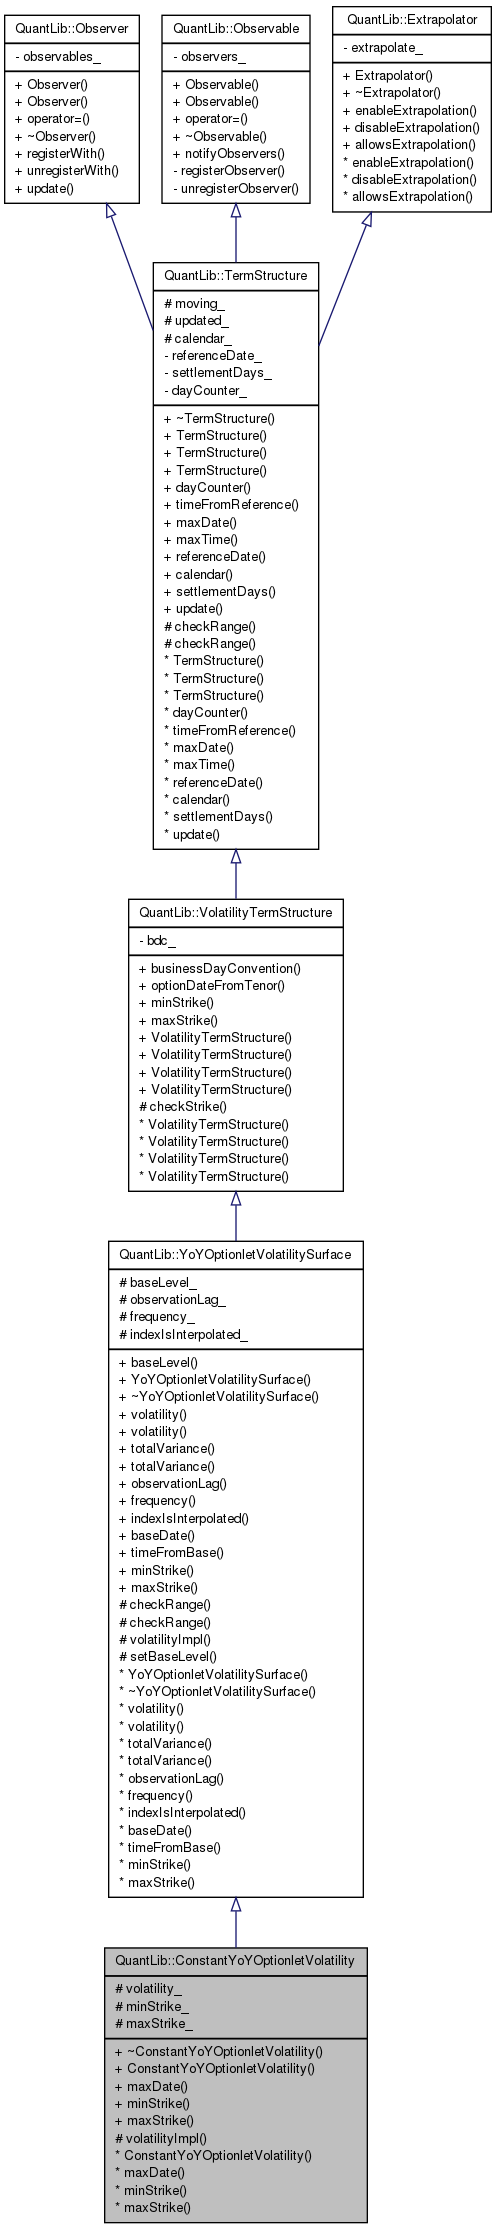 QuantLib::Observer
- observables_
+ Observer()
+ Observer()
+ operator=()
+ ~Observer()
+ registerWith()
+ unregisterWith()
+ update()
QuantLib::Observable
- observers_
+ Observable()
+ Observable()
+ operator=()
+ ~Observable()
+ notifyObservers()
- registerObserver()
- unregisterObserver()
QuantLib::Extrapolator
- extrapolate_
+ Extrapolator()
+ ~Extrapolator()
+ enableExtrapolation()
+ disableExtrapolation()
+ allowsExtrapolation()
* enableExtrapolation()
* disableExtrapolation()
* allowsExtrapolation()
QuantLib::TermStructure
# moving_
# updated_
# calendar_
- referenceDate_
- settlementDays_
- dayCounter_
+ ~TermStructure()
+ TermStructure()
+ TermStructure()
+ TermStructure()
+ dayCounter()
+ timeFromReference()
+ maxDate()
+ maxTime()
+ referenceDate()
+ calendar()
+ settlementDays()
+ update()
# checkRange()
# checkRange()
* TermStructure()
* TermStructure()
* TermStructure()
* dayCounter()
* timeFromReference()
* maxDate()
* maxTime()
* referenceDate()
* calendar()
* settlementDays()
* update()
QuantLib::VolatilityTermStructure
- bdc_
+ businessDayConvention()
+ optionDateFromTenor()
+ minStrike()
+ maxStrike()
+ VolatilityTermStructure()
+ VolatilityTermStructure()
+ VolatilityTermStructure()
+ VolatilityTermStructure()
# checkStrike()
* VolatilityTermStructure()
* VolatilityTermStructure()
* VolatilityTermStructure()
* VolatilityTermStructure()
QuantLib::YoYOptionletVolatilitySurface
# baseLevel_
# observationLag_
# frequency_
# indexIsInterpolated_
+ baseLevel()
+ YoYOptionletVolatilitySurface()
+ ~YoYOptionletVolatilitySurface()
+ volatility()
+ volatility()
+ totalVariance()
+ totalVariance()
+ observationLag()
+ frequency()
+ indexIsInterpolated()
+ baseDate()
+ timeFromBase()
+ minStrike()
+ maxStrike()
# checkRange()
# checkRange()
# volatilityImpl()
# setBaseLevel()
* YoYOptionletVolatilitySurface()
* ~YoYOptionletVolatilitySurface()
* volatility()
* volatility()
* totalVariance()
* totalVariance()
* observationLag()
* frequency()
* indexIsInterpolated()
* baseDate()
* timeFromBase()
* minStrike()
* maxStrike()
QuantLib::ConstantYoYOptionletVolatility
# volatility_
# minStrike_
# maxStrike_
+ ~ConstantYoYOptionletVolatility()
+ ConstantYoYOptionletVolatility()
+ maxDate()
+ minStrike()
+ maxStrike()
# volatilityImpl()
* ConstantYoYOptionletVolatility()
* maxDate()
* minStrike()
* maxStrike()